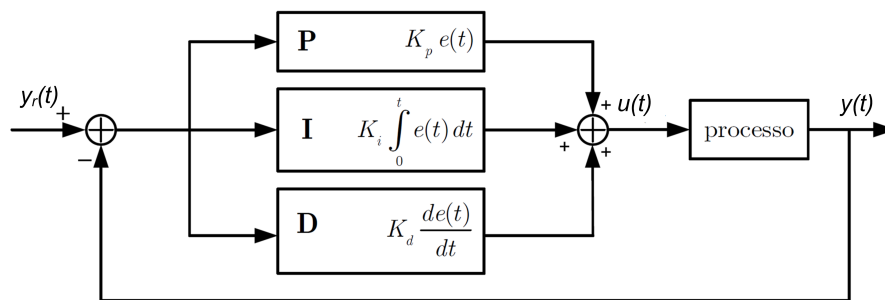 P K_p e(t)
y_r(t) +
−
I K_i ∫_0^t e(t) dt
+ u(t)
+
+
processo
y(t)
D K_d de(t)/dt